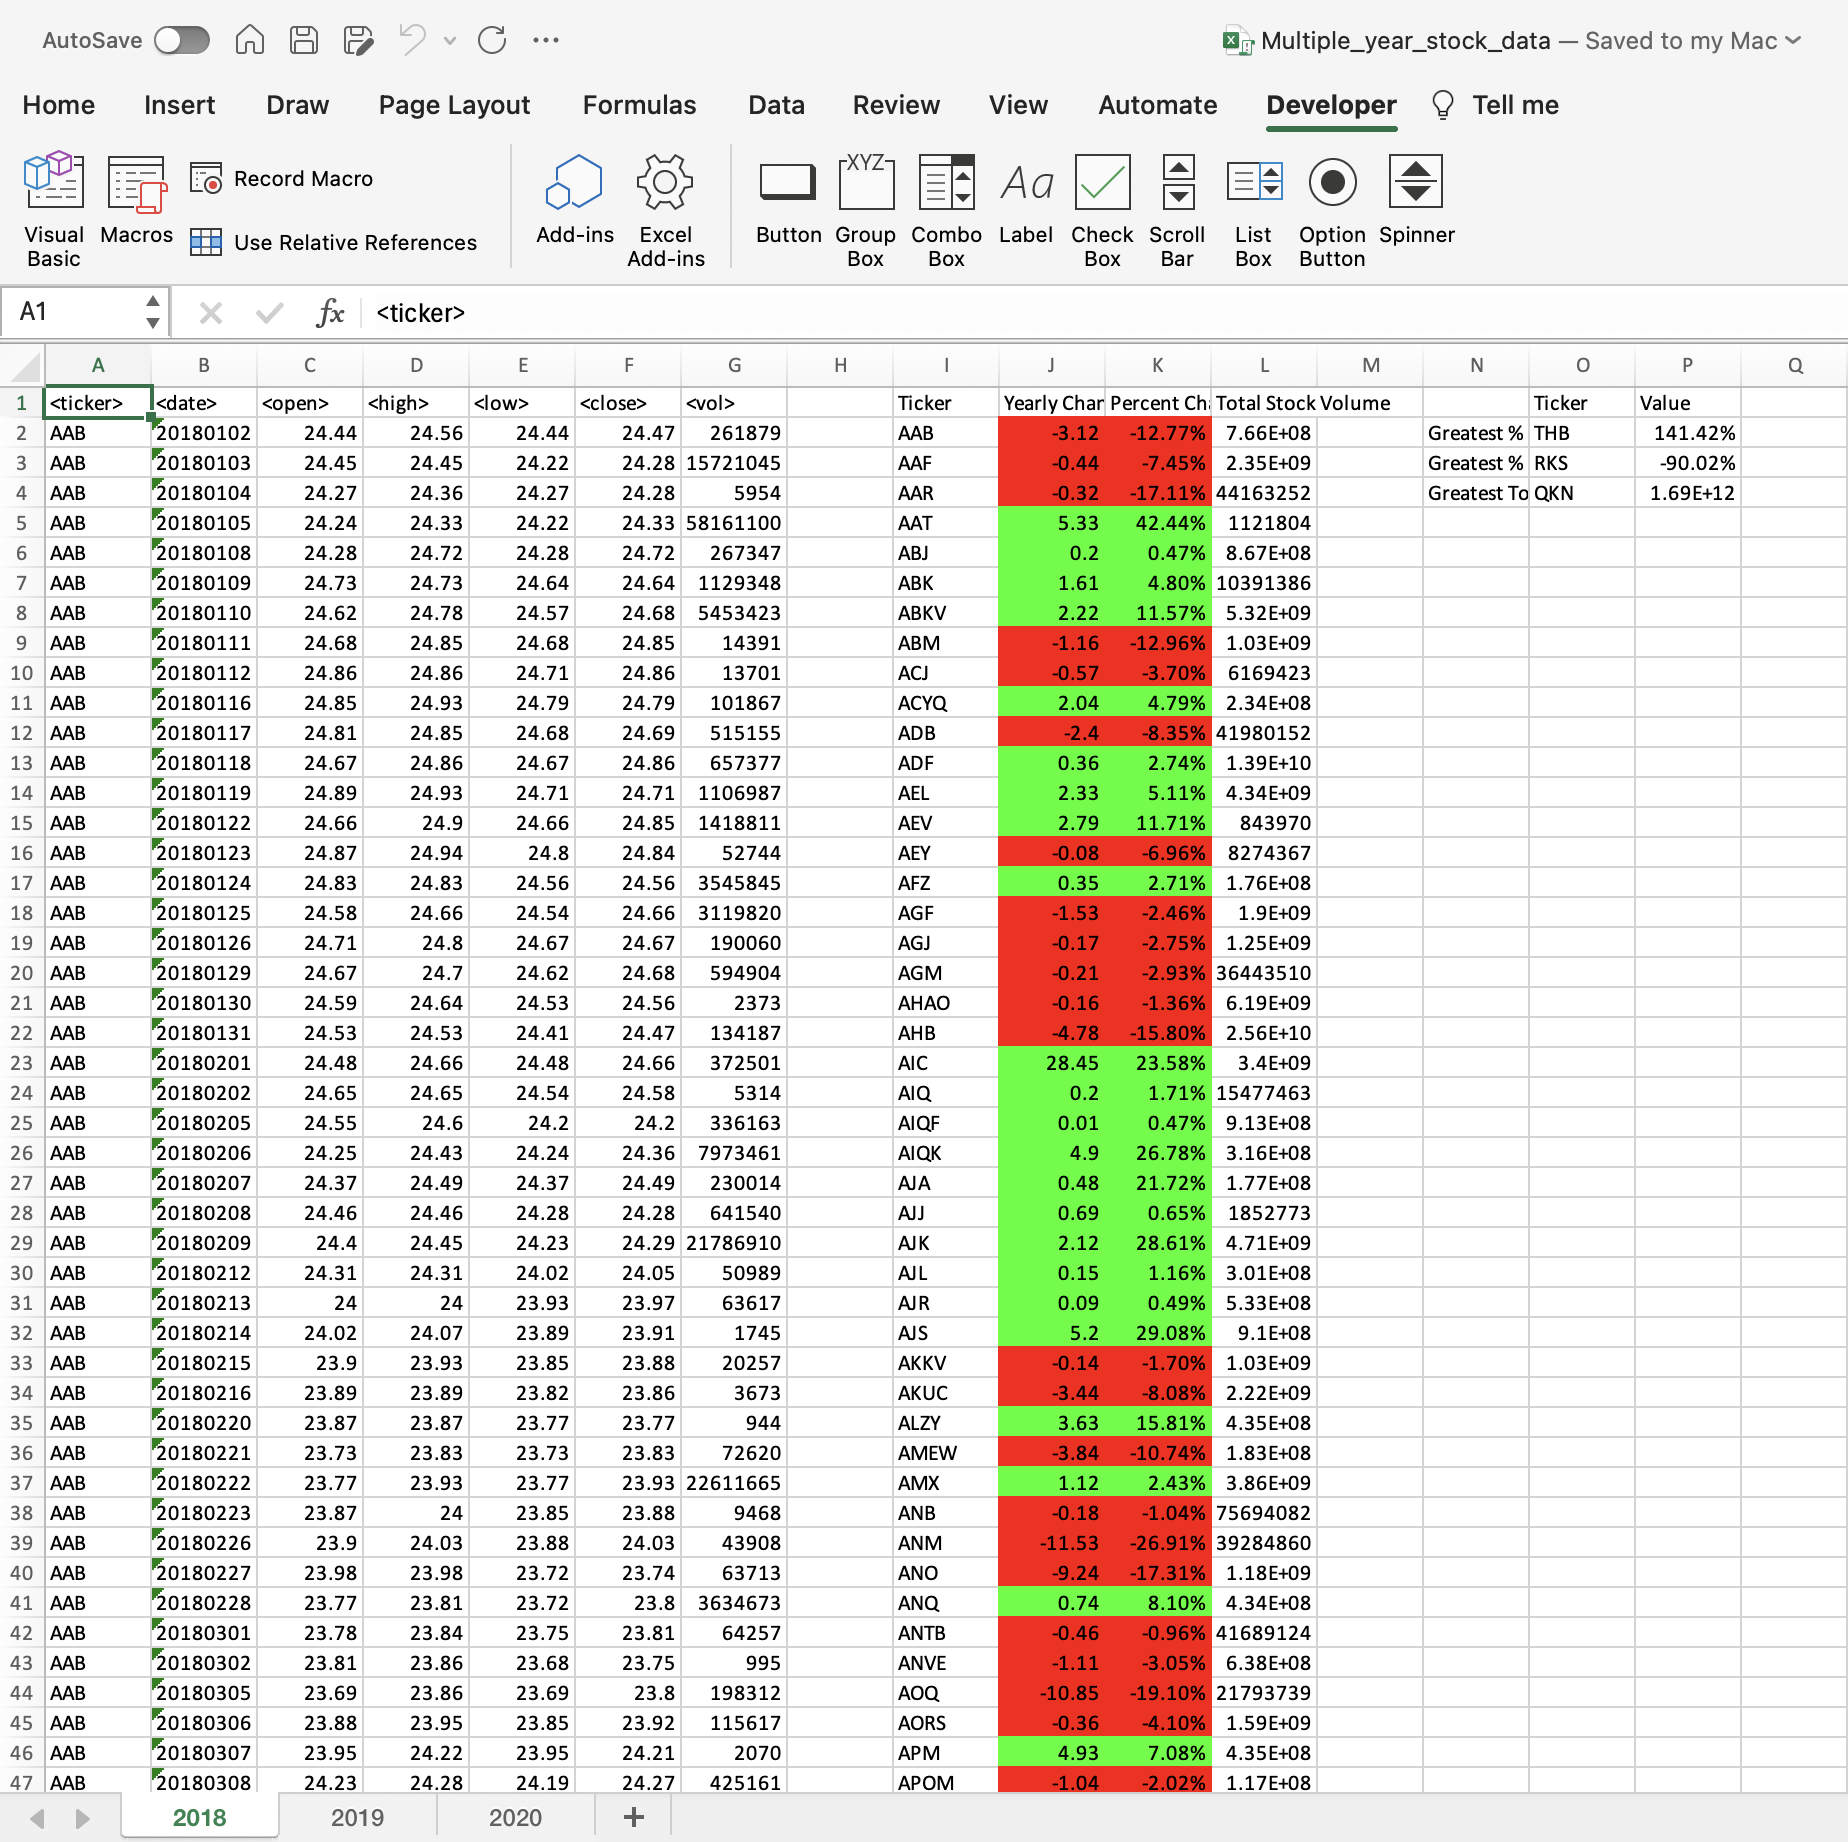 AutoSave
Multiple_year_stock_data — Saved to my Mac
Home Insert Draw Page Layout Formulas Data Review View Automate Developer Tell me
Visual Basic Macros Record Macro Use Relative References Add-ins Excel Add-ins XYZ Aa Button Group Box Combo Box Label Check Box Scroll Bar List Box Option Button Spinner
A1 fx <ticker>
A B C D E F G H I J K L M N O P Q
1 <ticker> <date> <open> <high> <low> <close> <vol> Ticker Yearly Char Percent Ch Total Stock Volume Ticker Value
2 AAB 20180102 24.44 24.56 24.44 24.47 261879 AAB -3.12 -12.77% 7.66E+08 Greatest % THB 141.42%
3 AAB 20180103 24.45 24.45 24.22 24.28 15721045 AAF -0.44 -7.45% 2.35E+09 Greatest % RKS -90.02%
4 AAB 20180104 24.27 24.36 24.27 24.28 5954 AAR -0.32 -17.11% 44163252 Greatest To QKN 1.69E+12
5 AAB 20180105 24.24 24.33 24.22 24.33 58161100 AAT 5.33 42.44% 1121804
6 AAB 20180108 24.28 24.72 24.28 24.72 267347 ABJ 0.2 0.47% 8.67E+08
7 AAB 20180109 24.73 24.73 24.64 24.64 1129348 ABK 1.61 4.80% 10391386
8 AAB 20180110 24.62 24.78 24.57 24.68 5453423 ABKV 2.22 11.57% 5.32E+09
9 AAB 20180111 24.68 24.85 24.68 24.85 14391 ABM -1.16 -12.96% 1.03E+09
10 AAB 20180112 24.86 24.86 24.71 24.86 13701 ACJ -0.57 -3.70% 6169423
11 AAB 20180116 24.85 24.93 24.79 24.79 101867 ACYQ 2.04 4.79% 2.34E+08
12 AAB 20180117 24.81 24.85 24.68 24.69 515155 ADB -2.4 -8.35% 41980152
13 AAB 20180118 24.67 24.86 24.67 24.86 657377 ADF 0.36 2.74% 1.39E+10
14 AAB 20180119 24.89 24.93 24.71 24.71 1106987 AEL 2.33 5.11% 4.34E+09
15 AAB 20180122 24.66 24.9 24.66 24.85 1418811 AEV 2.79 11.71% 843970
16 AAB 20180123 24.87 24.94 24.8 24.84 52744 AEY -0.08 -6.96% 8274367
17 AAB 20180124 24.83 24.83 24.56 24.56 3545845 AFZ 0.35 2.71% 1.76E+08
18 AAB 20180125 24.58 24.66 24.54 24.66 3119820 AGF -1.53 -2.46% 1.9E+09
19 AAB 20180126 24.71 24.8 24.67 24.67 190060 AGJ -0.17 -2.75% 1.25E+09
20 AAB 20180129 24.67 24.7 24.62 24.68 594904 AGM -0.21 -2.93% 36443510
21 AAB 20180130 24.59 24.64 24.53 24.56 2373 AHAO -0.16 -1.36% 6.19E+09
22 AAB 20180131 24.53 24.53 24.41 24.47 134187 AHB -4.78 -15.80% 2.56E+10
23 AAB 20180201 24.48 24.66 24.48 24.66 372501 AIC 28.45 23.58% 3.4E+09
24 AAB 20180202 24.65 24.65 24.54 24.58 5314 AIQ 0.2 1.71% 15477463
25 AAB 20180205 24.55 24.6 24.2 24.2 336163 AIQF 0.01 0.47% 9.13E+08
26 AAB 20180206 24.25 24.43 24.24 24.36 7973461 AIQK 4.9 26.78% 3.16E+08
27 AAB 20180207 24.37 24.49 24.37 24.49 230014 AJA 0.48 21.72% 1.77E+08
28 AAB 20180208 24.46 24.46 24.28 24.28 641540 AJJ 0.69 0.65% 1852773
29 AAB 20180209 24.4 24.45 24.23 24.29 21786910 AJK 2.12 28.61% 4.71E+09
30 AAB 20180212 24.31 24.31 24.02 24.05 50989 AJL 0.15 1.16% 3.01E+08
31 AAB 20180213 24 24 23.93 23.97 63617 AJR 0.09 0.49% 5.33E+08
32 AAB 20180214 24.02 24.07 23.89 23.91 1745 AJS 5.2 29.08% 9.1E+08
33 AAB 20180215 23.9 23.93 23.85 23.88 20257 AKKV -0.14 -1.70% 1.03E+09
34 AAB 20180216 23.89 23.89 23.82 23.86 3673 AKUC -3.44 -8.08% 2.22E+09
35 AAB 20180220 23.87 23.87 23.77 23.77 944 ALZY 3.63 15.81% 4.35E+08
36 AAB 20180221 23.73 23.83 23.73 23.83 72620 AMEW -3.84 -10.74% 1.83E+08
37 AAB 20180222 23.77 23.93 23.77 23.93 22611665 AMX 1.12 2.43% 3.86E+09
38 AAB 20180223 23.87 24 23.85 23.88 9468 ANB -0.18 -1.04% 75694082
39 AAB 20180226 23.9 24.03 23.88 24.03 43908 ANM -11.53 -26.91% 39284860
40 AAB 20180227 23.98 23.98 23.72 23.74 63713 ANO -9.24 -17.31% 1.18E+09
41 AAB 20180228 23.77 23.81 23.72 23.8 3634673 ANQ 0.74 8.10% 4.34E+08
42 AAB 20180301 23.78 23.84 23.75 23.81 64257 ANTB -0.46 -0.96% 41689124
43 AAB 20180302 23.81 23.86 23.68 23.75 995 ANVE -1.11 -3.05% 6.38E+08
44 AAB 20180305 23.69 23.86 23.69 23.8 198312 AOQ -10.85 -19.10% 21793739
45 AAB 20180306 23.88 23.95 23.85 23.92 115617 AORS -0.36 -4.10% 1.59E+09
46 AAB 20180307 23.95 24.22 23.95 24.21 2070 APM 4.93 7.08% 4.35E+08
47 AAB 20180308 24.23 24.28 24.19 24.27 425161 APOM -1.04 -2.02% 1.17E+08
2018 2019 2020 +